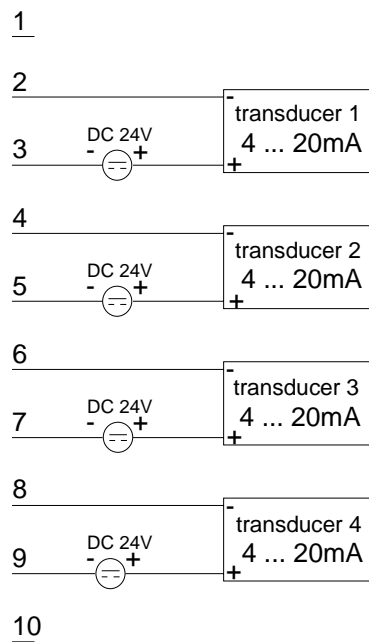 1
2
-
transducer 1
DC 24V
4 ... 20mA
3
- +
+
4
-
transducer 2
DC 24V
4 ... 20mA
5
- +
+
6
-
transducer 3
DC 24V
4 ... 20mA
7
- +
+
8
-
transducer 4
DC 24V
4 ... 20mA
9
- +
+
10